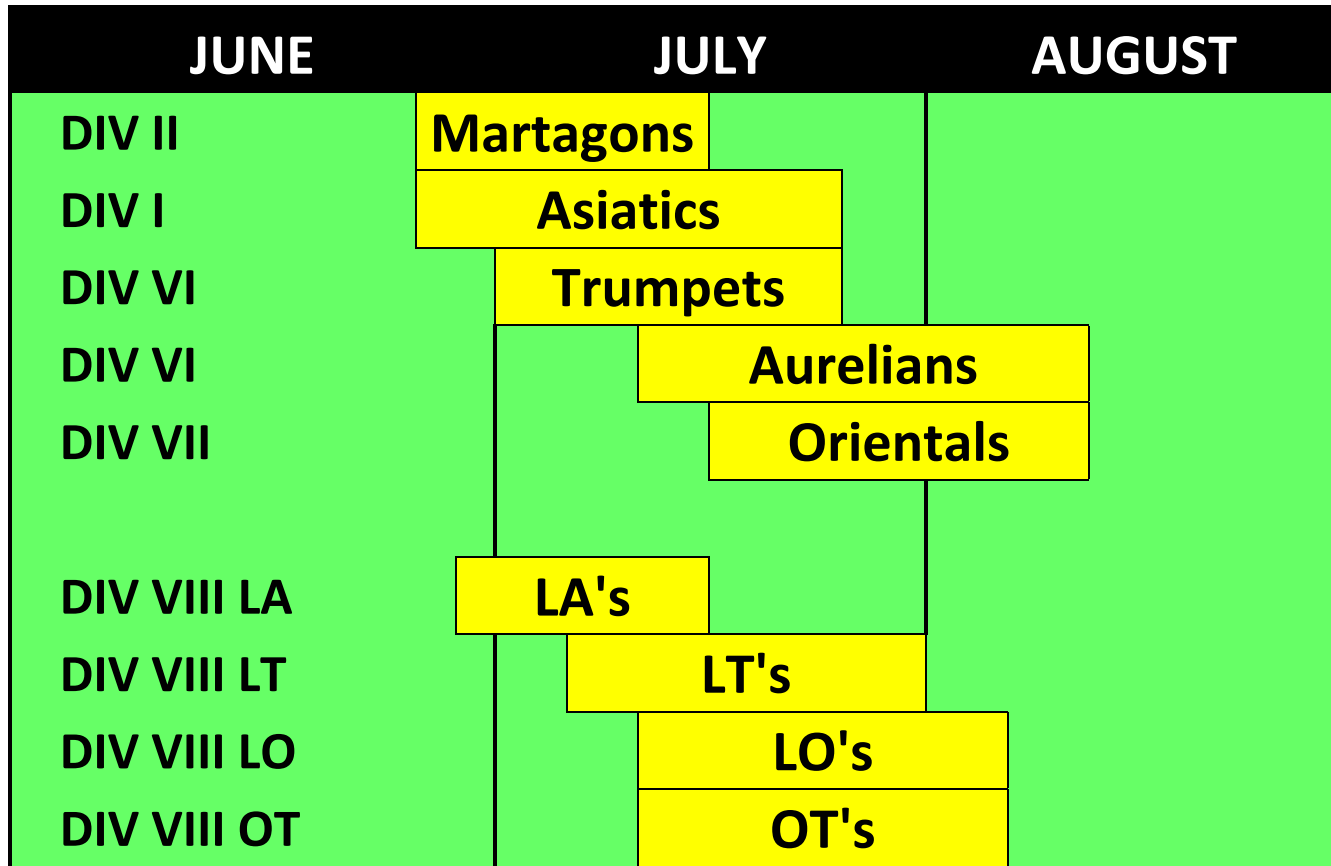 JUNE JULY AUGUST
DIV II Martagons
DIV I Asiatics
DIV VI Trumpets
DIV VI Aurelians
DIV VII Orientals
DIV VIII LA LA's
DIV VIII LT LT's
DIV VIII LO LO's
DIV VIII OT OT's